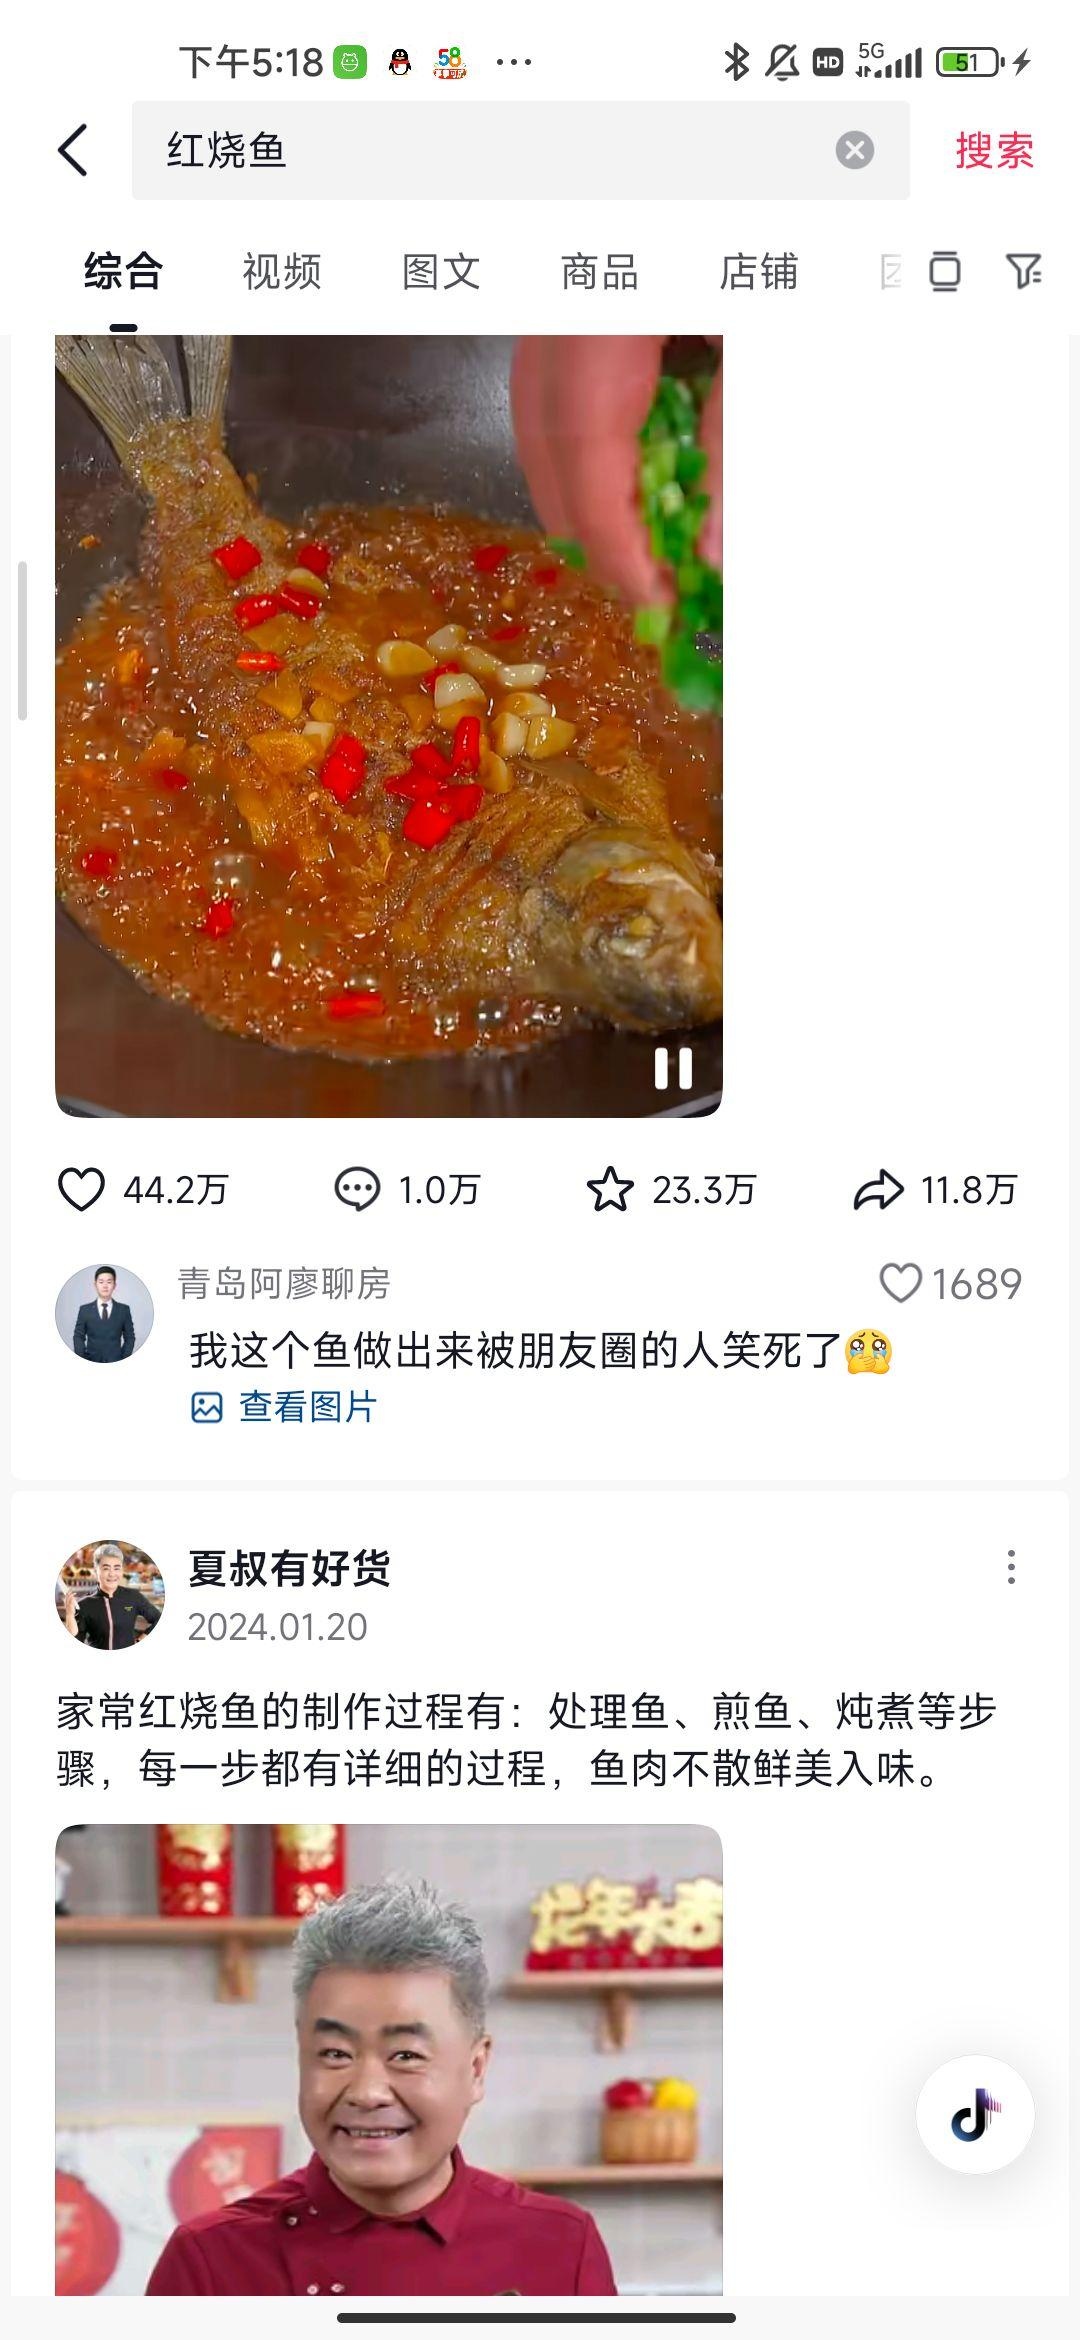 下午5:18
58
HD
5G
51
红烧鱼
搜索
综合
视频
图文
商品
店铺
44.2万
1.0万
23.3万
11.8万
青岛阿廖聊房
1689
我这个鱼做出来被朋友圈的人笑死了
查看图片
夏叔有好货
2024.01.20
家常红烧鱼的制作过程有：处理鱼、煎鱼、炖煮等步
骤，每一步都有详细的过程，鱼肉不散鲜美入味。
龙年大吉